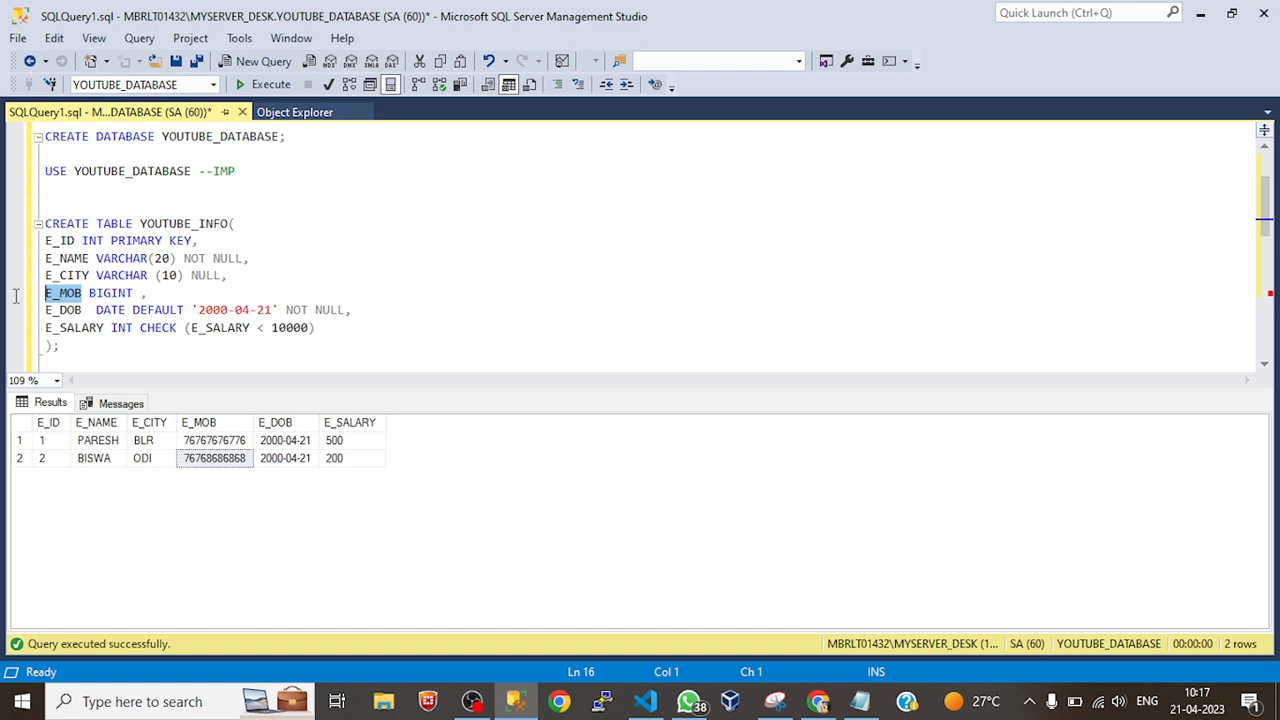 SQLQuery1.sql - MBRLT01432\MYSERVER_DESK.YOUTUBE_DATABASE (SA (60))* - Microsoft SQL Server Management Studio
Quick Launch (Ctrl+Q)
File Edit View Query Project Tools Window Help
New Query MDX DMX XMLA DAX
YOUTUBE_DATABASE Execute
SQLQuery1.sql - M...DATABASE (SA (60))* Object Explorer
CREATE DATABASE YOUTUBE_DATABASE;
USE YOUTUBE_DATABASE --IMP
CREATE TABLE YOUTUBE_INFO(
E_ID INT PRIMARY KEY,
E_NAME VARCHAR(20) NOT NULL,
E_CITY VARCHAR (10) NULL,
E_MOB BIGINT ,
E_DOB  DATE DEFAULT '2000-04-21' NOT NULL,
E_SALARY INT CHECK (E_SALARY < 10000)
);
109 %
Results Messages
E_ID E_NAME E_CITY E_MOB E_DOB E_SALARY
1 1 PARESH BLR 76767676776 2000-04-21 500
2 2 BISWA ODI 76768686868 2000-04-21 200
Query executed successfully. MBRLT01432\MYSERVER_DESK (1... SA (60) YOUTUBE_DATABASE 00:00:00 2 rows
Ready Ln 16 Col 1 Ch 1 INS
Type here to search 38 27°C ENG 10:17 21-04-2023 1